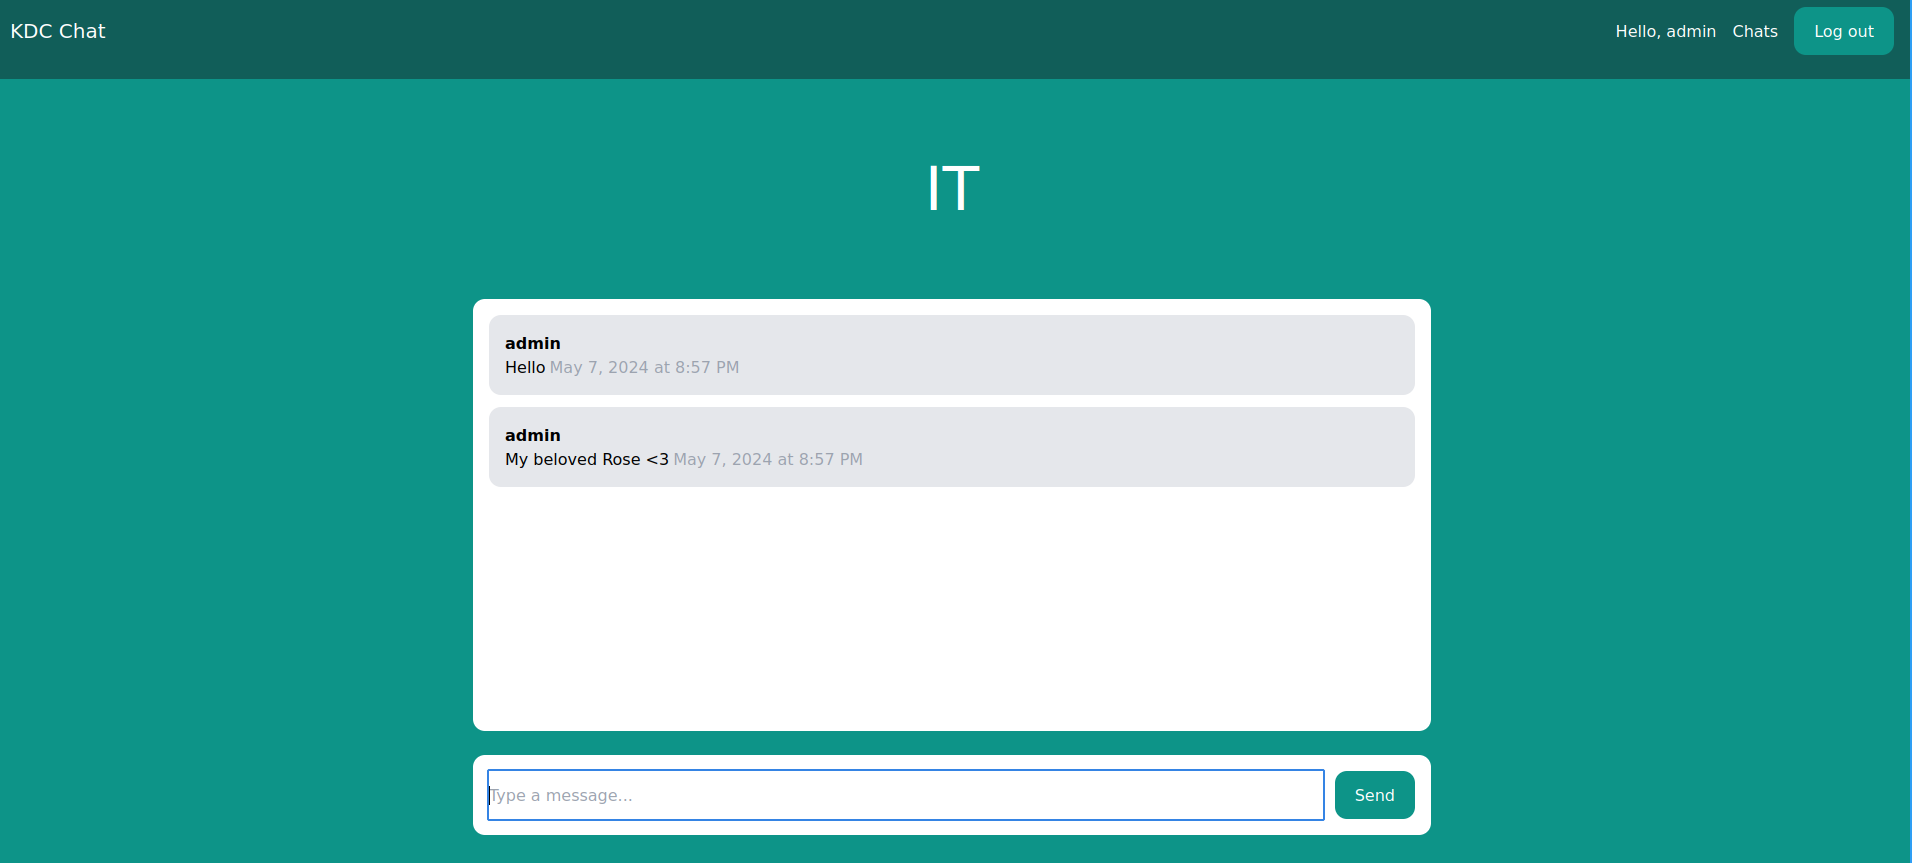 KDC Chat
Hello, admin Chats Log out
IT
admin
Hello May 7, 2024 at 8:57 PM
admin
My beloved Rose <3 May 7, 2024 at 8:57 PM
Type a message...
Send